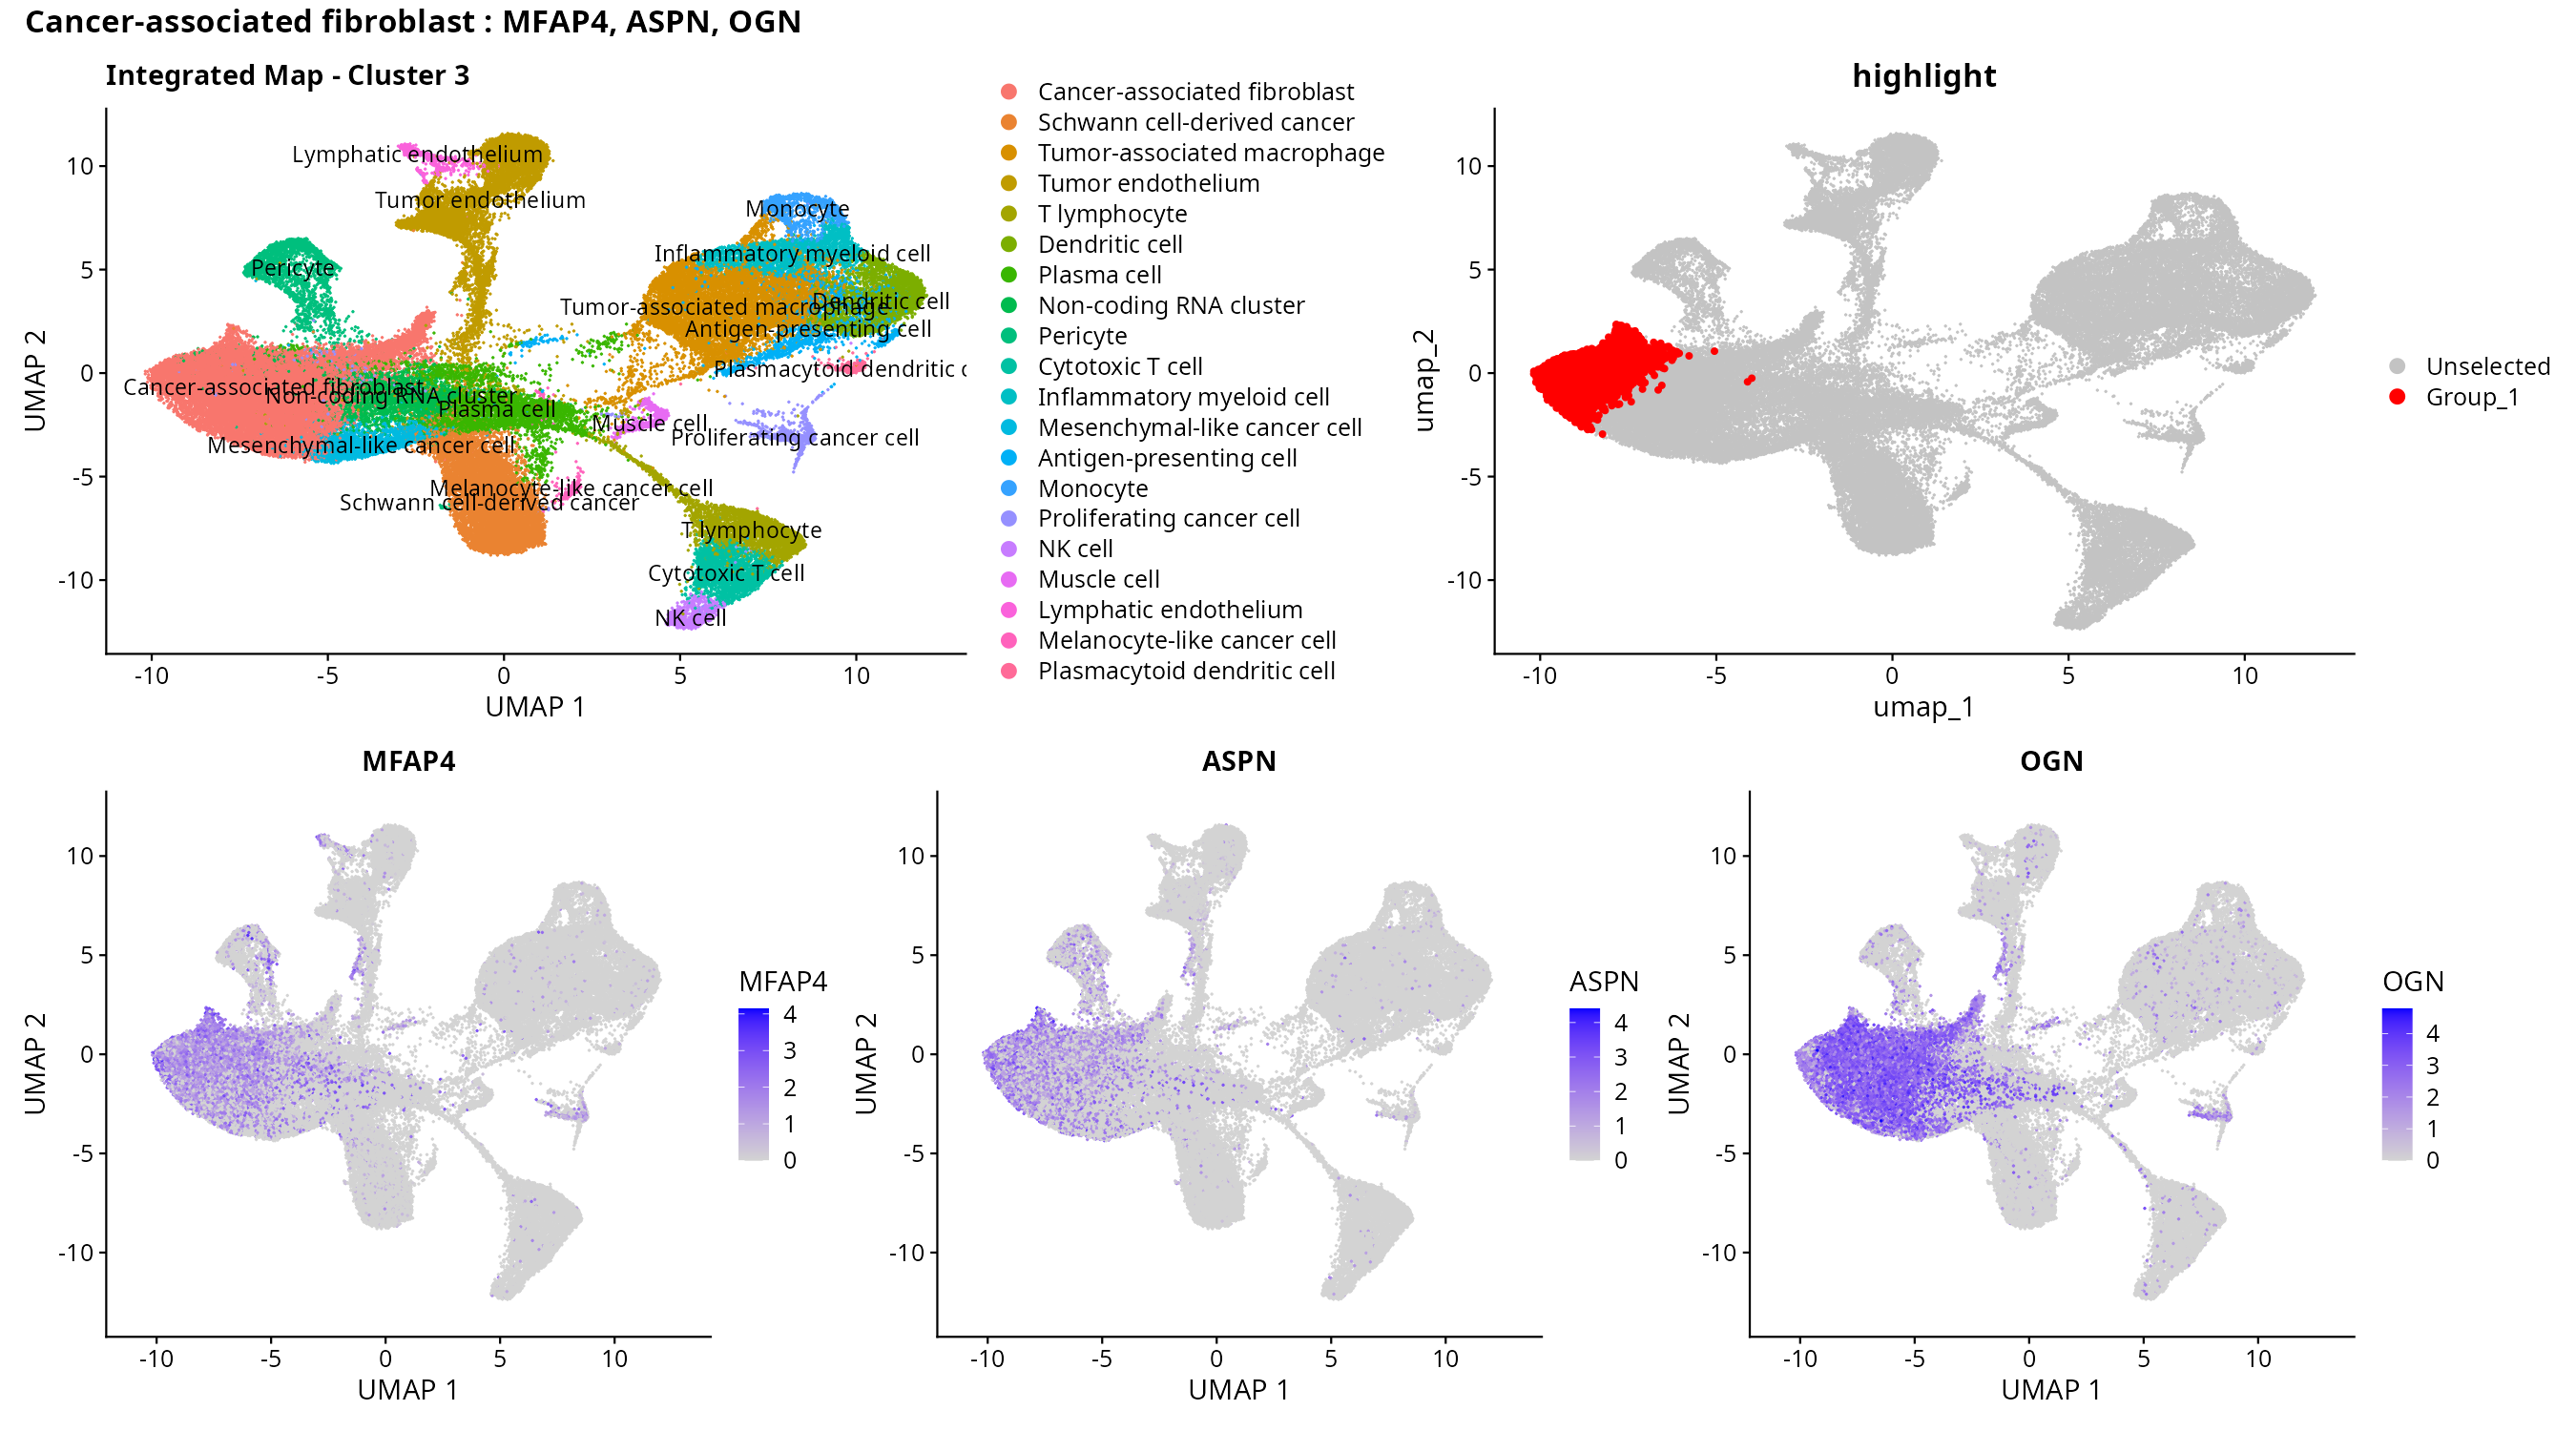 Cancer-associated fibroblast : MFAP4, ASPN, OGN
Integrated Map - Cluster 3
UMAP 2
10
5
0
-5
-10
Lymphatic endothelium
Tumor endothelium
Monocyte
Inflammatory myeloid cell
Pericyte
Dendritic cell
Tumor-associated macrophage
Antigen-presenting cell
Plasmacytoid dendritic c
Cancer-associated fibroblast
Non-coding RNA cluster
Plasma cell
Muscle cell
Proliferating cancer cell
Mesenchymal-like cancer cell
Melanocyte-like cancer cell
Schwann cell-derived cancer
T lymphocyte
Cytotoxic T cell
NK cell
-10
-5
0
5
10
UMAP 1
Cancer-associated fibroblast
Schwann cell-derived cancer
Tumor-associated macrophage
Tumor endothelium
T lymphocyte
Dendritic cell
Plasma cell
Non-coding RNA cluster
Pericyte
Cytotoxic T cell
Inflammatory myeloid cell
Mesenchymal-like cancer cell
Antigen-presenting cell
Monocyte
Proliferating cancer cell
NK cell
Muscle cell
Lymphatic endothelium
Melanocyte-like cancer cell
Plasmacytoid dendritic cell
highlight
umap_2
10
5
0
-5
-10
-10
-5
0
5
10
umap_1
Unselected
Group_1
MFAP4
UMAP 2
10
5
0
-5
-10
-10
-5
0
5
10
UMAP 1
MFAP4
4
3
2
1
0
ASPN
UMAP 2
10
5
0
-5
-10
-10
-5
0
5
10
UMAP 1
ASPN
4
3
2
1
0
OGN
UMAP 2
10
5
0
-5
-10
-10
-5
0
5
10
UMAP 1
OGN
4
3
2
1
0